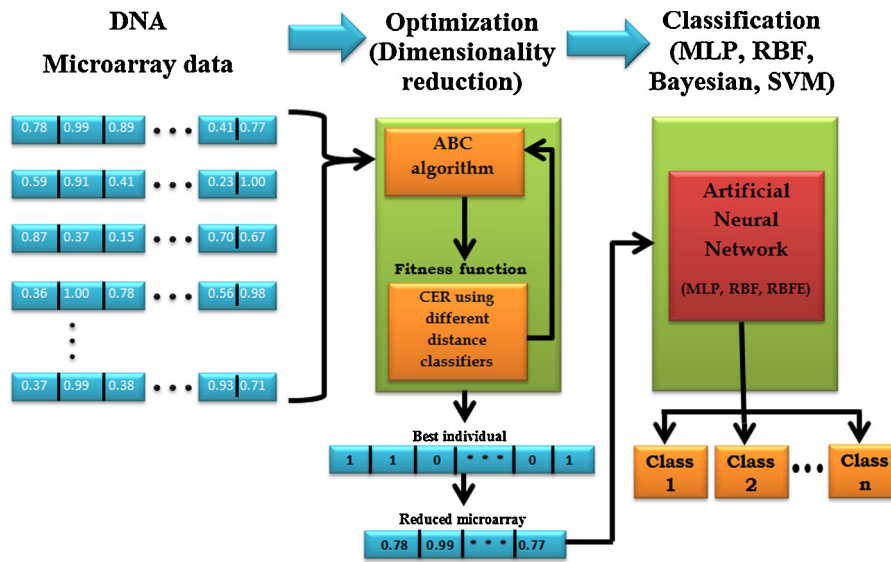 DNA
Microarray data
Optimization
(Dimensionality
reduction)
Classification
(MLP, RBF,
Bayesian, SVM)
0.78 0.99 0.89 ••• 0.41 0.77
0.59 0.91 0.41 ••• 0.23 1.00
0.87 0.37 0.15 ••• 0.70 0.67
0.36 1.00 0.78 ••• 0.56 0.98
0.37 0.99 0.38 ••• 0.93 0.71
ABC
algorithm
Fitness function
CER using
different
distance
classifiers
Best individual
1 1 0 ••• 0 1
Reduced microarray
0.78 0.99 ••• 0.77
Artificial
Neural
Network
(MLP, RBF, RBFE)
Class
1
Class
2
•••
Class
n